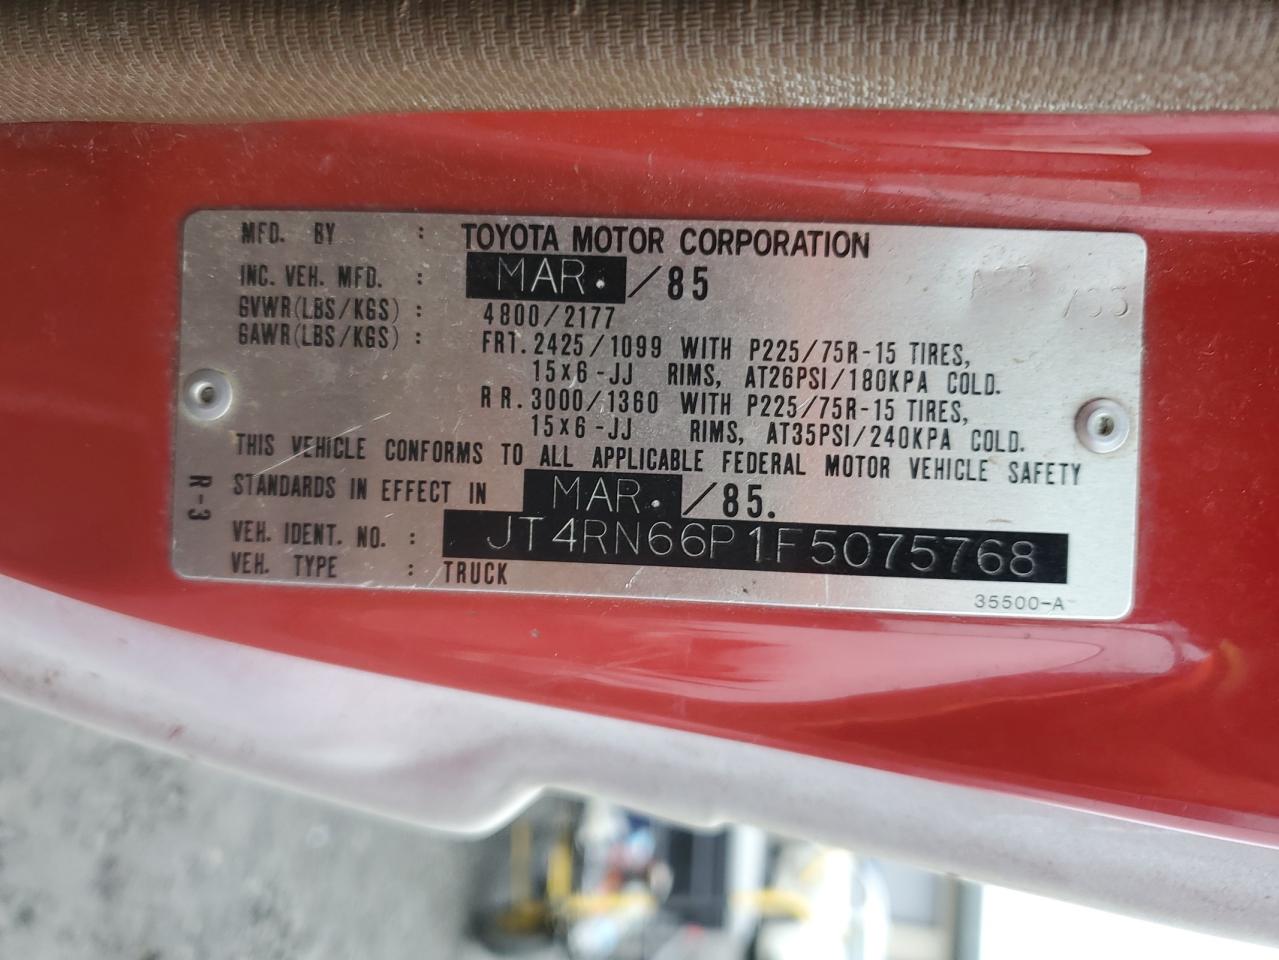 MFD. BY : TOYOTA MOTOR CORPORATION
INC. VEH. MFD. : MAR. /85
GVWR(LBS/KGS) : 4800/2177
GAWR(LBS/KGS) : FRT. 2425/1099 WITH P225/75R-15 TIRES,
15x6-JJ RIMS, AT26PSI/180KPA COLD.
RR. 3000/1360 WITH P225/75R-15 TIRES,
15x6-JJ RIMS, AT35PSI/240KPA COLD.
THIS VEHICLE CONFORMS TO ALL APPLICABLE FEDERAL MOTOR VEHICLE SAFETY
STANDARDS IN EFFECT IN MAR. /85.
VEH. IDENT. NO. : JT4RN66P1F5075768
VEH. TYPE : TRUCK
R-3
35500-A